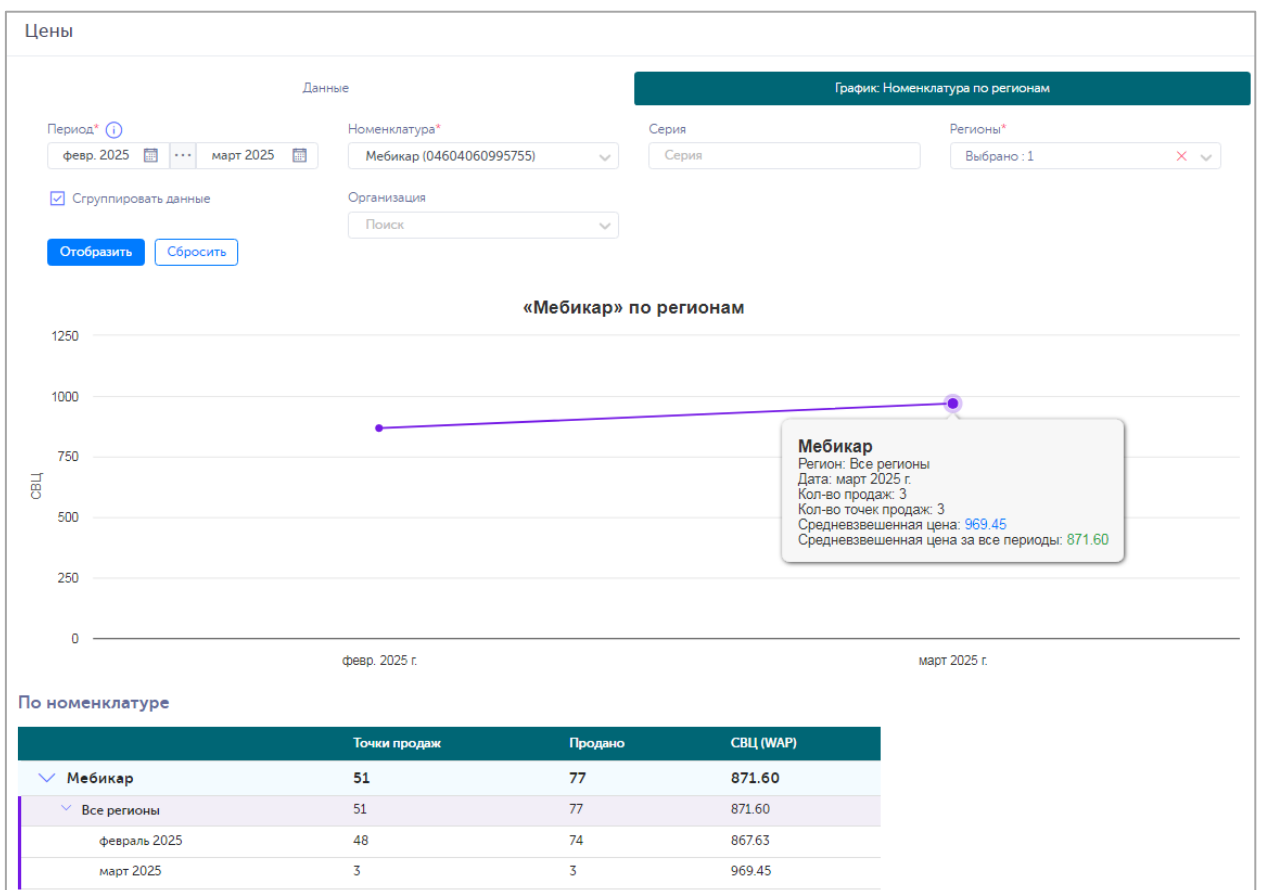 Цены
Данные
График: Номенклатура по регионам
Период* Номенклатура* Серия Регионы*
февр. 2025 ··· март 2025 Мебикар (04604060995755) Серия Выбрано : 1
Сгруппировать данные Организация
Поиск
Отобразить Сбросить
«Мебикар» по регионам
1250
1000
750
500
250
0
СВЦ
Мебикар
Регион: Все регионы
Дата: март 2025 г.
Кол-во продаж: 3
Кол-во точек продаж: 3
Средневзвешенная цена: 969.45
Средневзвешенная цена за все периоды: 871.60
февр. 2025 г. март 2025 г.
По номенклатуре
Точки продаж Продано СВЦ (WAP)
Мебикар 51 77 871.60
Все регионы 51 77 871.60
февраль 2025 48 74 867.63
март 2025 3 3 969.45